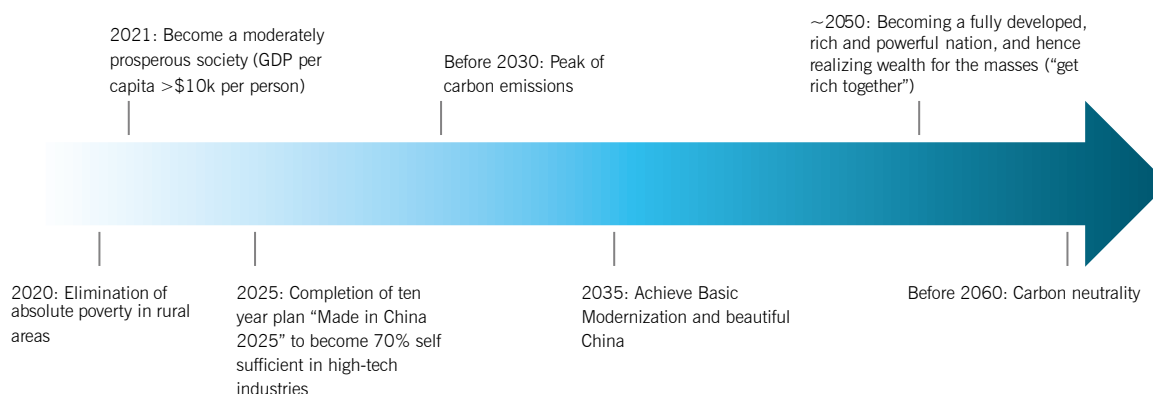 2021: Become a moderately
prosperous society (GDP per
capita >$10k per person)
Before 2030: Peak of
carbon emissions
~2050: Becoming a fully developed,
rich and powerful nation, and hence
realizing wealth for the masses (“get
rich together”)
2020: Elimination of
absolute poverty in rural
areas
2025: Completion of ten
year plan “Made in China
2025” to become 70% self
sufficient in high-tech
industries
2035: Achieve Basic
Modernization and beautiful
China
Before 2060: Carbon neutrality